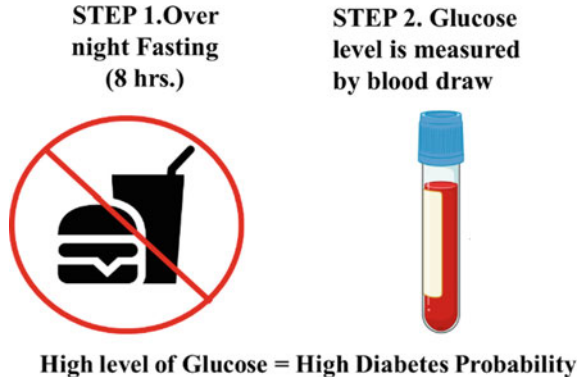 STEP 1.Over
night Fasting
(8 hrs.)
STEP 2. Glucose
level is measured
by blood draw
High level of Glucose = High Diabetes Probability